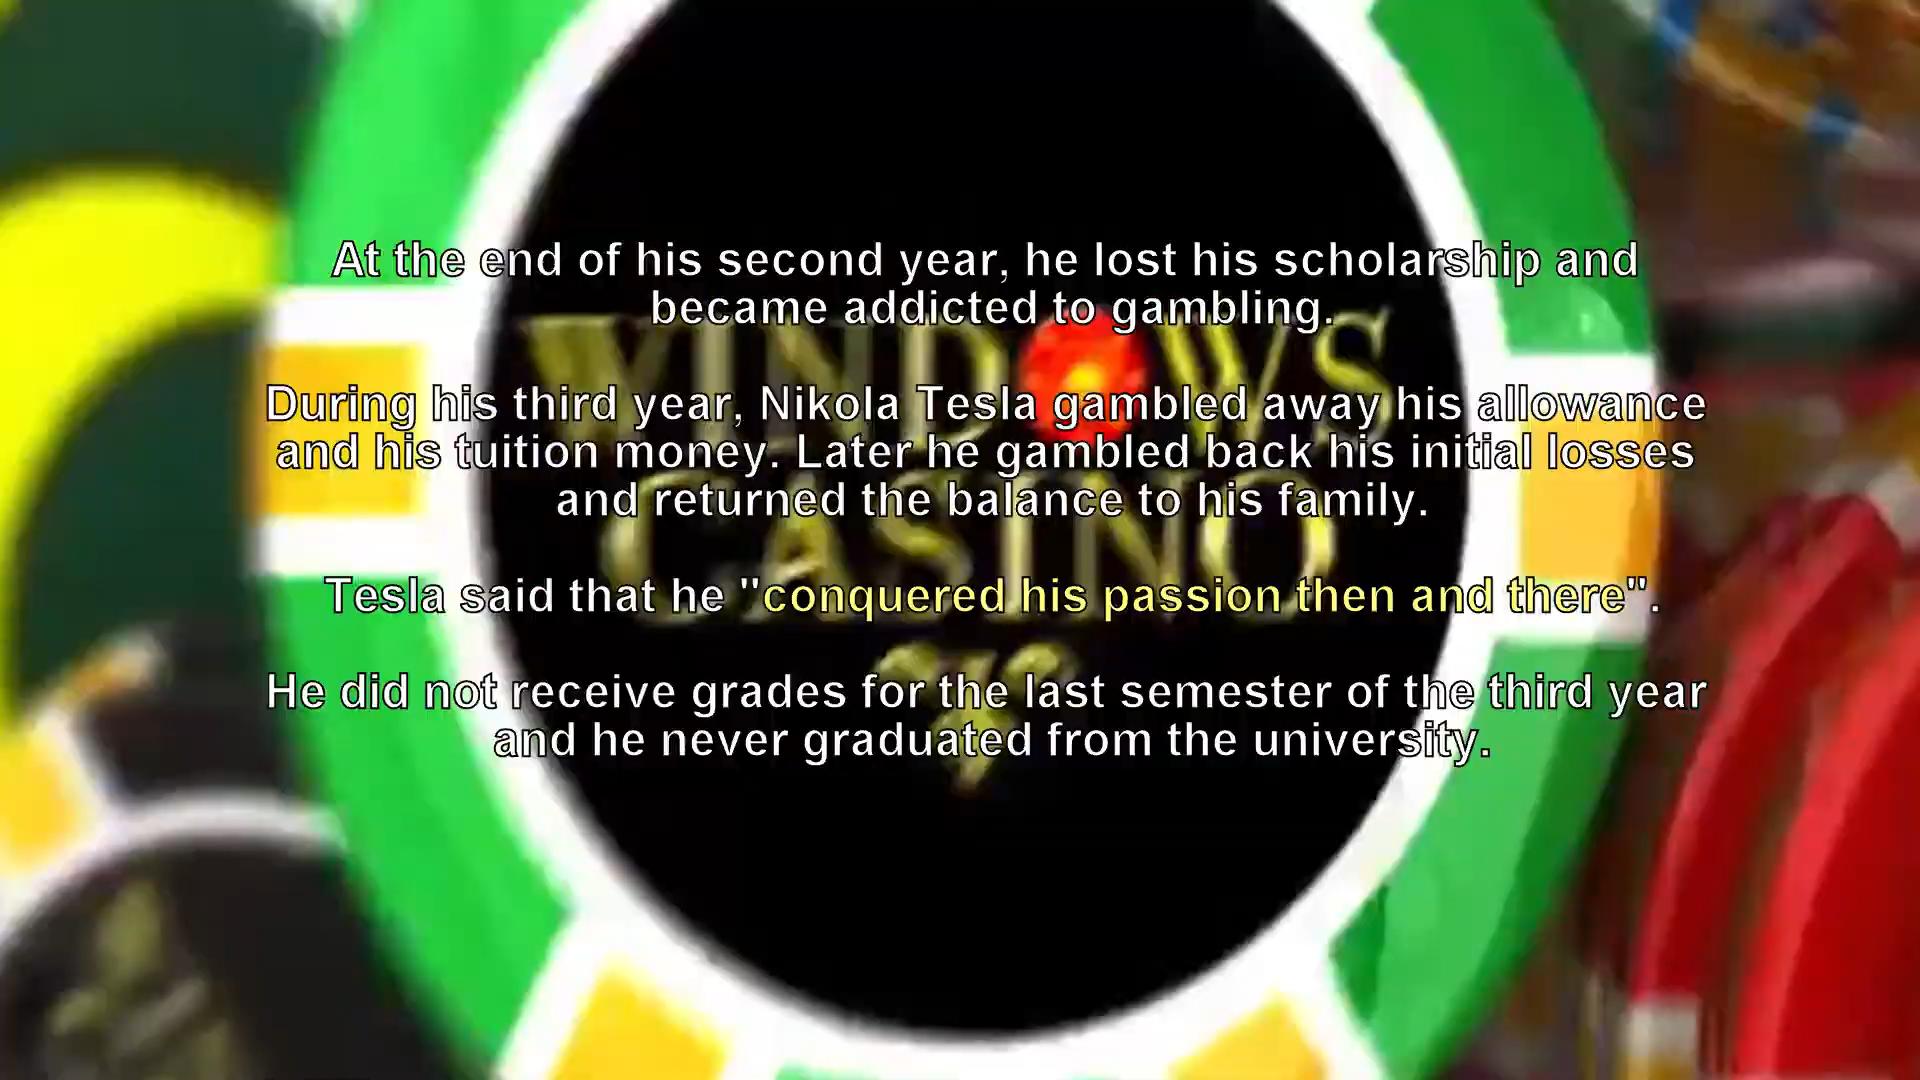 At the end of his second year, he lost his scholarship and
became addicted to gambling.
WINDOWS
During his third year, Nikola Tesla gambled away his allowance
and his tuition money. Later he gambled back his initial losses
and returned the balance to his family.
CASINO
Tesla said that he "conquered his passion then and there".
He did not receive grades for the last semester of the third year
and he never graduated from the university.